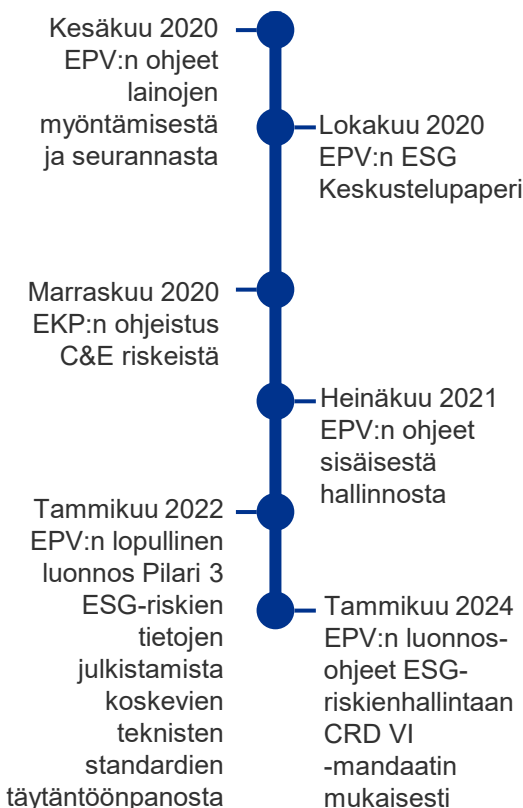 Kesäkuu 2020
EPV:n ohjeet
lainojen
myöntämisestä
ja seurannasta
Lokakuu 2020
EPV:n ESG
Keskustelupaperi
Marraskuu 2020
EKP:n ohjeistus
C&E riskeistä
Heinäkuu 2021
EPV:n ohjeet
sisäisestä
hallinnosta
Tammikuu 2022
EPV:n lopullinen
luonnos Pilari 3
ESG-riskien
tietojen
julkistamista
koskevien
teknisten
standardien
täytäntöönpanosta
Tammikuu 2024
EPV:n luonnos-
ohjeet ESG-
riskienhallintaan
CRD VI
-mandaatin
mukaisesti